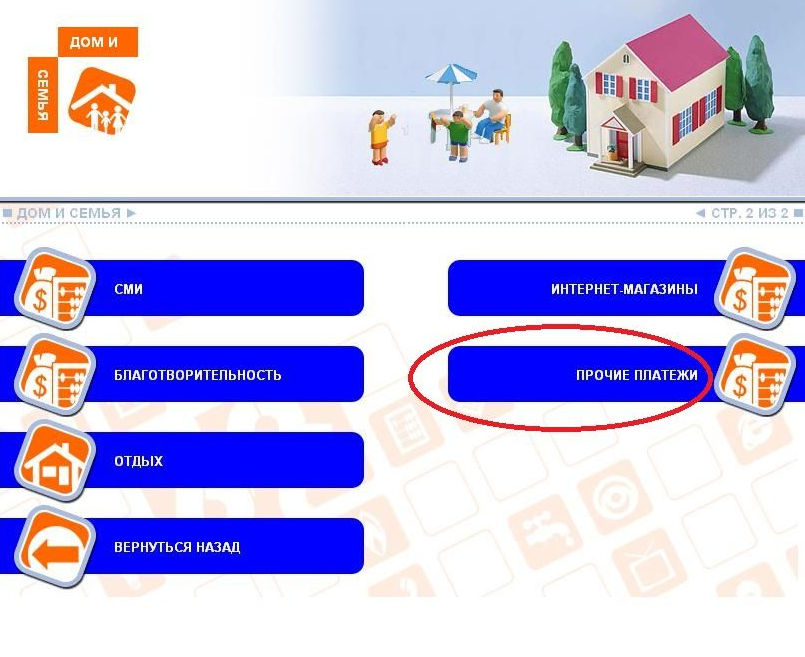 ДОМ И
СЕМЬЯ
ДОМ И СЕМЬЯ
СТР. 2 ИЗ 2
СМИ
ИНТЕРНЕТ-МАГАЗИНЫ
БЛАГОТВОРИТЕЛЬНОСТЬ
ПРОЧИЕ ПЛАТЕЖИ
ОТДЫХ
ВЕРНУТЬСЯ НАЗАД